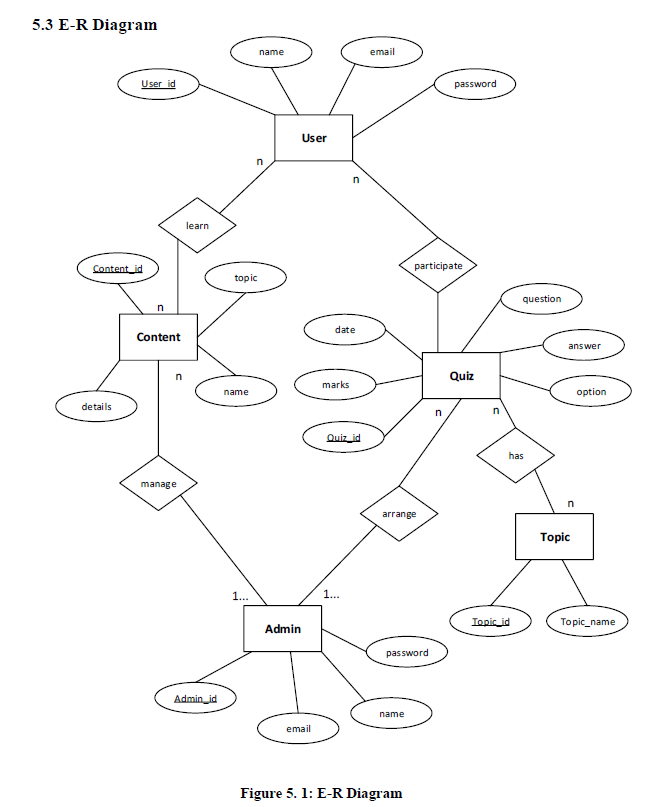 5.3 E-R Diagram
name
email
User_id
password
User
n
n
learn
participate
Content_id
topic
question
n
date
answer
Content
Quiz
n
marks
option
name
details
n
n
Quiz_id
has
manage
n
arrange
Topic
1...
1...
Topic_id
Topic_name
Admin
password
Admin_id
name
email
Figure 5. 1: E-R Diagram